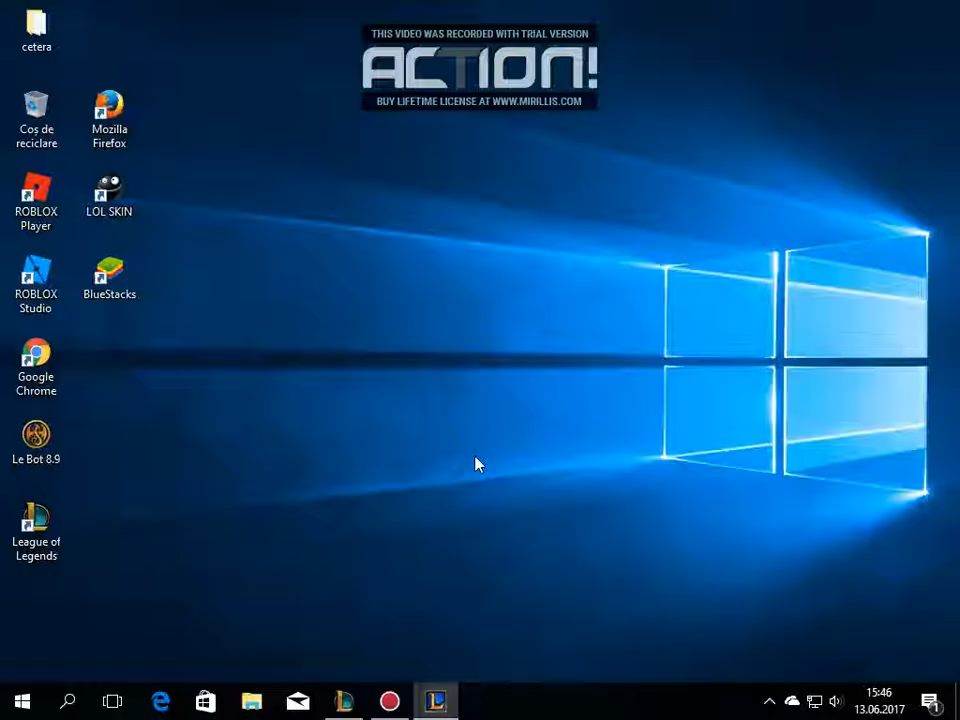 cetera
THIS VIDEO WAS RECORDED WITH TRIAL VERSION
ACTION!
BUY LIFETIME LICENSE AT WWW.MIRILLIS.COM
Coș de
reciclare
Mozilla
Firefox
ROBLOX
Player
LOL SKIN
ROBLOX
Studio
BlueStacks
Google
Chrome
Le Bot 8.9
League of
Legends
15:46
13.06.2017
1